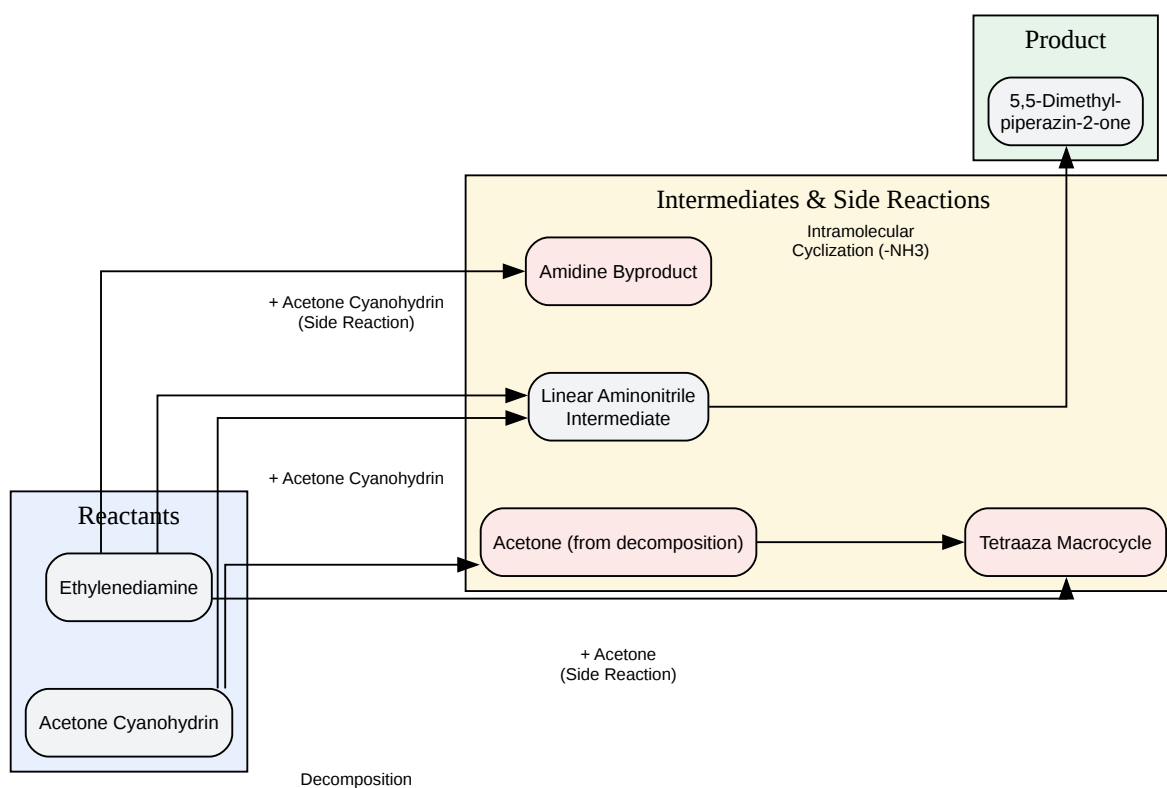 Product
5,5-Dimethyl-
piperazin-2-one
Intermediates & Side Reactions
Intramolecular
Cyclization (-NH3)
Amidine Byproduct
+ Acetone Cyanohydrin
(Side Reaction)
Linear Aminonitrile
Intermediate
+ Acetone Cyanohydrin
Reactants
Acetone (from decomposition)
Tetraaza Macrocycle
Ethylenediamine
+ Acetone
(Side Reaction)
Acetone Cyanohydrin
Decomposition